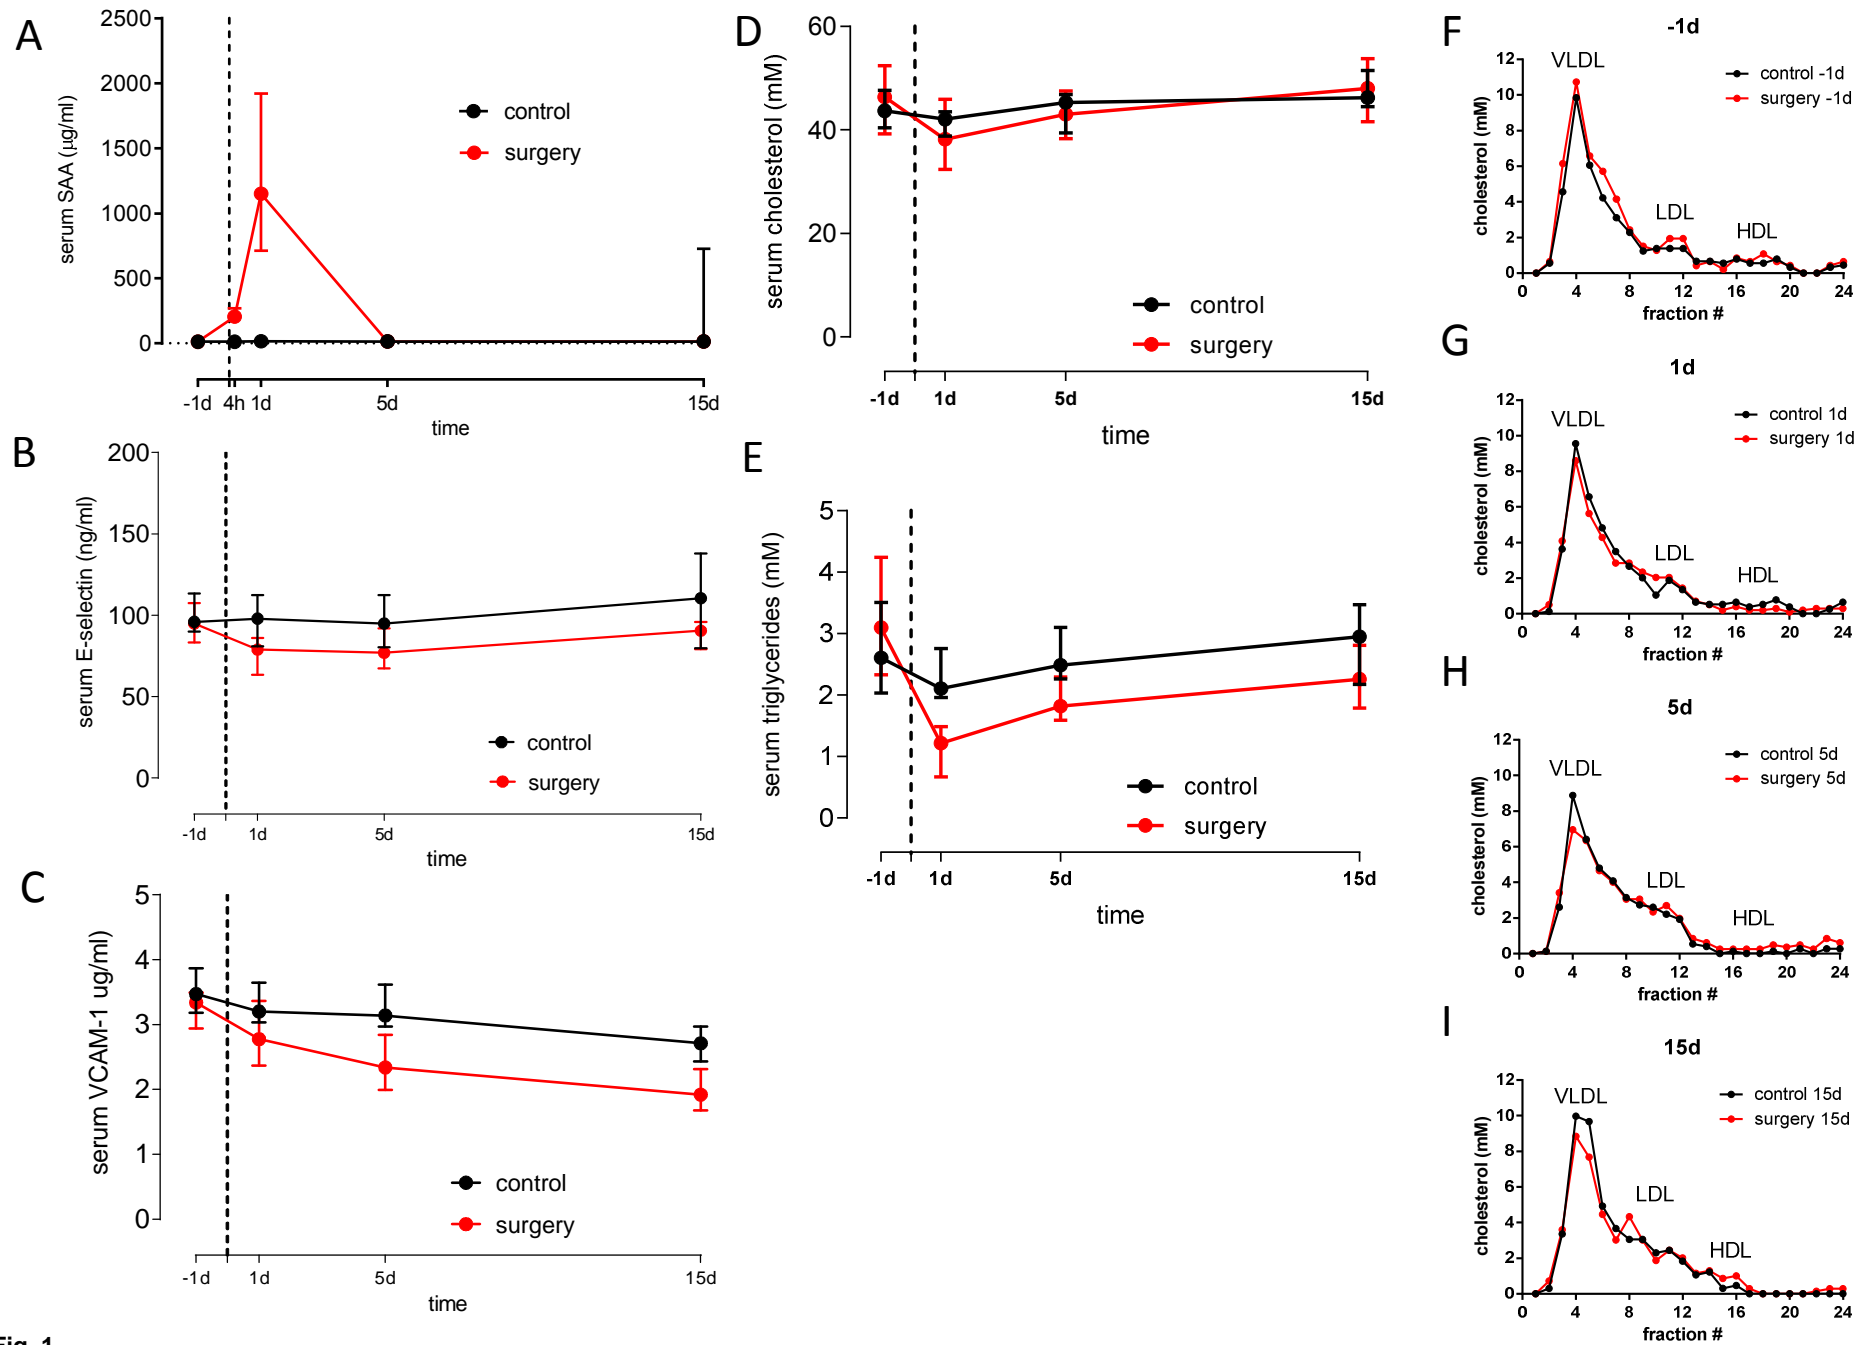 A
2500
2000
1500
1000
500
0
serum SAA (µg/ml)
control
surgery
-1d 4h 1d 5d 15d
time
B
200
150
100
50
0
serum E-selectin (ng/ml)
control
surgery
-1d 1d 5d 15d
time
C
5
4
3
2
1
0
serum VCAM-1 ug/ml)
control
surgery
-1d 1d 5d 15d
time
D
60
40
20
0
serum cholesterol (mM)
control
surgery
-1d 1d 5d 15d
time
E
5
4
3
2
1
0
serum triglycerides (mM)
control
surgery
-1d 1d 5d 15d
time
F
-1d
12
10
8
6
4
2
0
cholesterol (mM)
VLDL
LDL
HDL
control -1d
surgery -1d
0 4 8 12 16 20 24
fraction #
G
1d
12
10
8
6
4
2
0
cholesterol (mM)
VLDL
LDL
HDL
control 1d
surgery 1d
0 4 8 12 16 20 24
fraction #
H
5d
12
10
8
6
4
2
0
cholesterol (mM)
VLDL
LDL
HDL
control 5d
surgery 5d
0 4 8 12 16 20 24
fraction #
I
15d
12
10
8
6
4
2
0
cholesterol (mM)
VLDL
LDL
HDL
control 15d
surgery 15d
0 4 8 12 16 20 24
fraction #